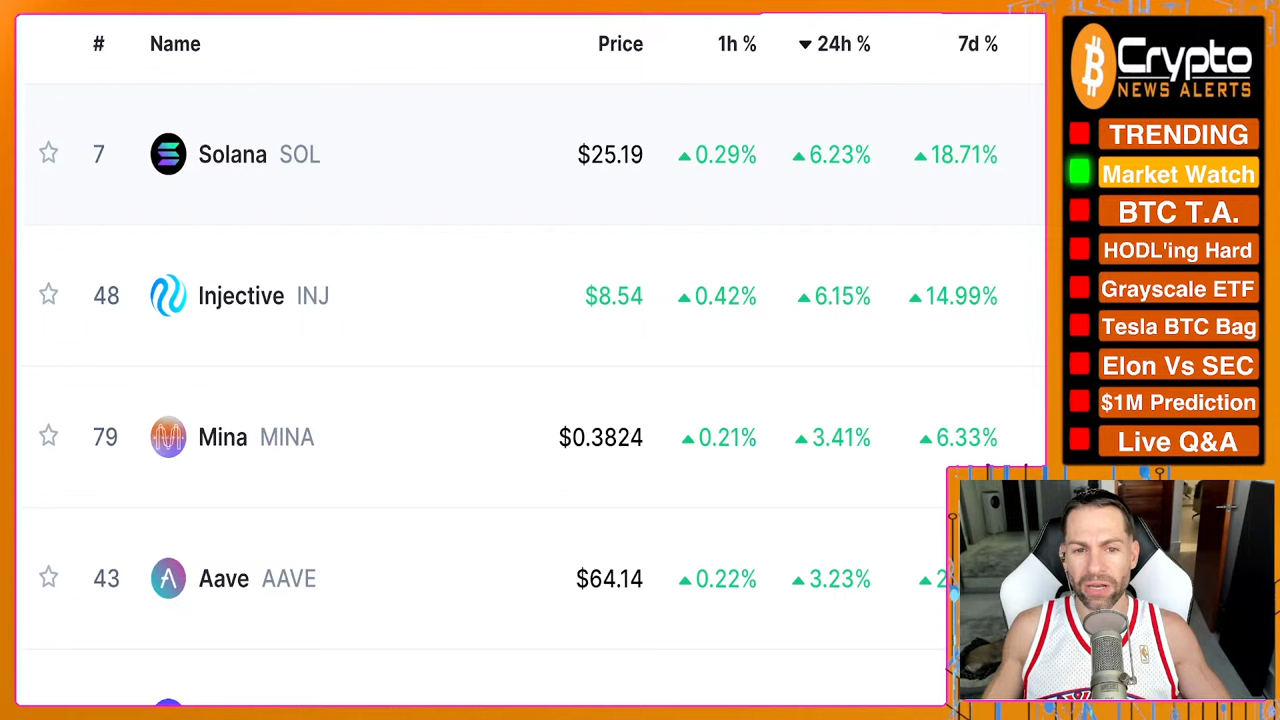 # Name Price 1h % 24h % 7d %
7 Solana SOL $25.19 0.29% 6.23% 18.71%
48 Injective INJ $8.54 0.42% 6.15% 14.99%
79 Mina MINA $0.3824 0.21% 3.41% 6.33%
43 Aave AAVE $64.14 0.22% 3.23% 2
Crypto
NEWS ALERTS
TRENDING
Market Watch
BTC T.A.
HODL'ing Hard
Grayscale ETF
Tesla BTC Bag
Elon Vs SEC
$1M Prediction
Live Q&A